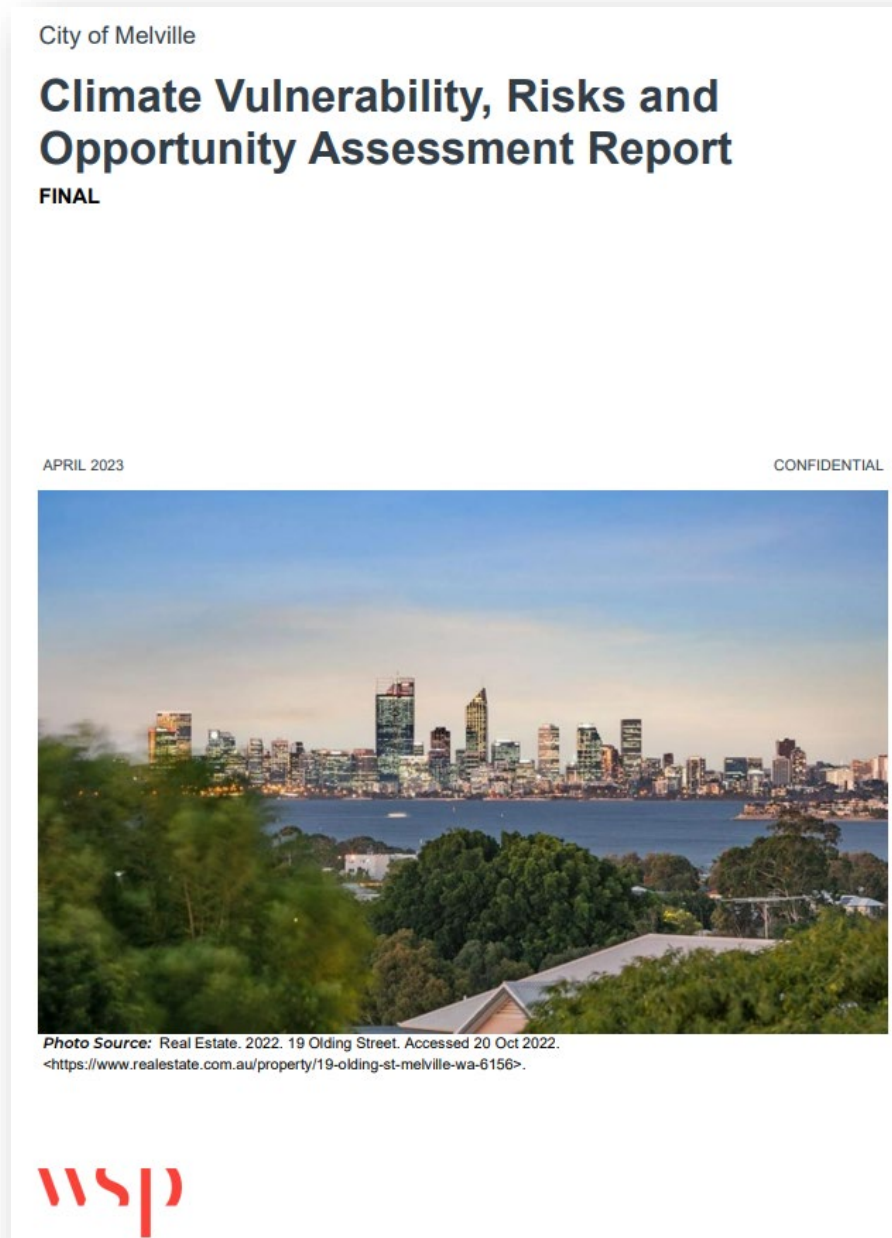 City of Melville
Climate Vulnerability, Risks and
Opportunity Assessment Report
FINAL
APRIL 2023
CONFIDENTIAL
Photo Source: Real Estate. 2022. 19 Olding Street. Accessed 20 Oct 2022.
<https://www.realestate.com.au/property/19-olding-st-melville-wa-6156>.
wsp